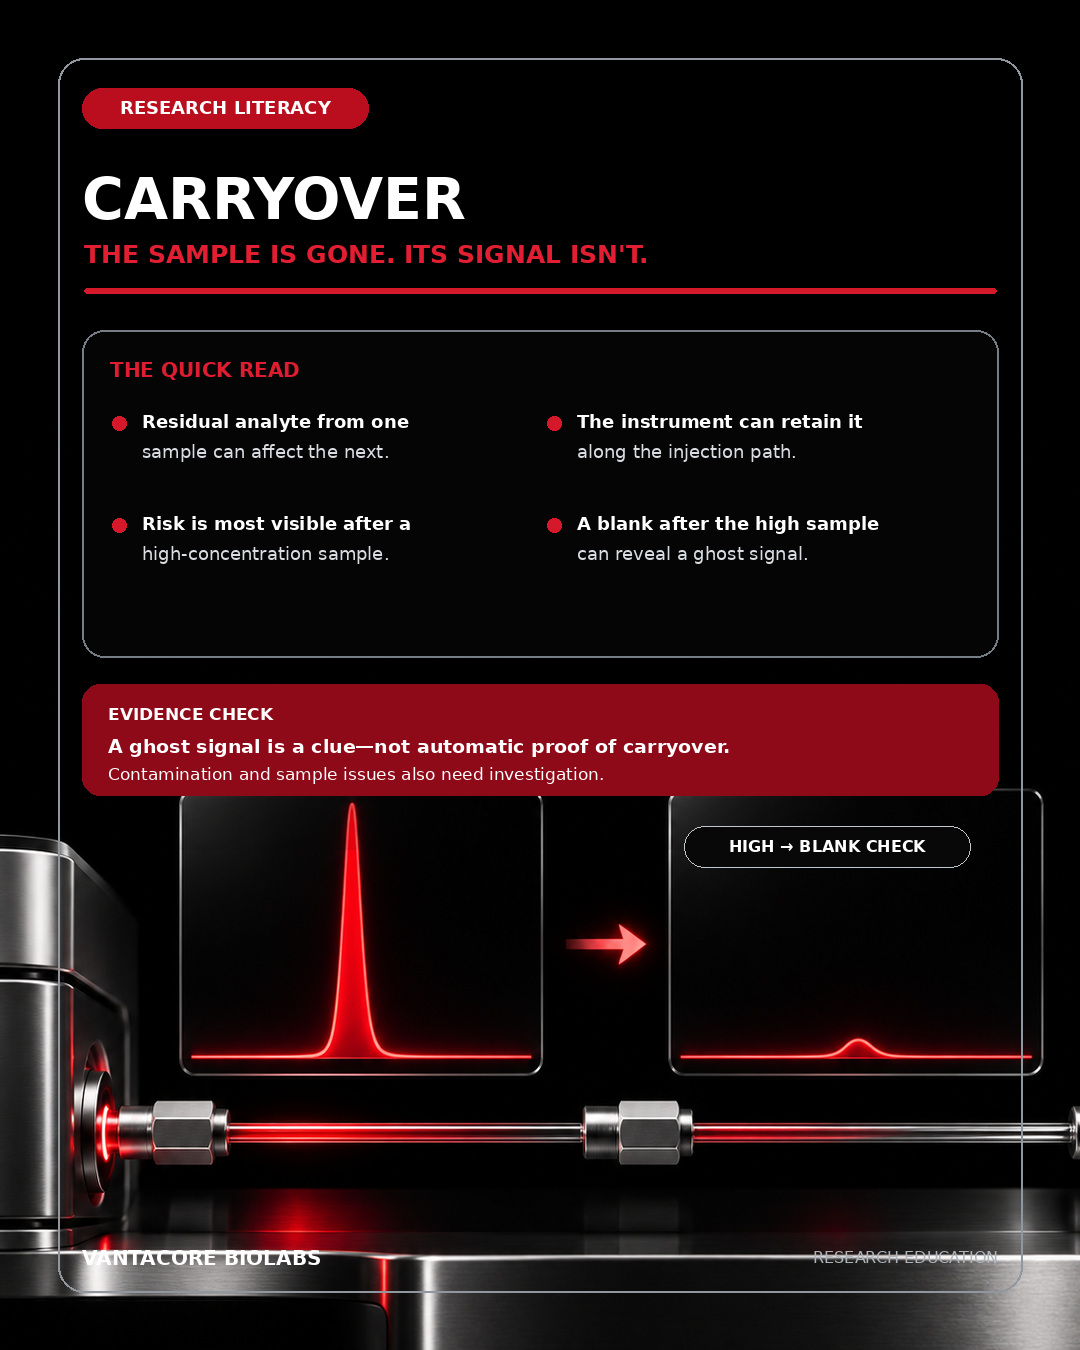 RESEARCH LITERACY
CARRYOVER
THE SAMPLE IS GONE. ITS SIGNAL ISN'T.
THE QUICK READ
Residual analyte from one
sample can affect the next.
The instrument can retain it
along the injection path.
Risk is most visible after a
high-concentration sample.
A blank after the high sample
can reveal a ghost signal.
EVIDENCE CHECK
A ghost signal is a clue—not automatic proof of carryover.
Contamination and sample issues also need investigation.
HIGH → BLANK CHECK
VANTACORE BIOLABS
RESEARCH EDUCATION